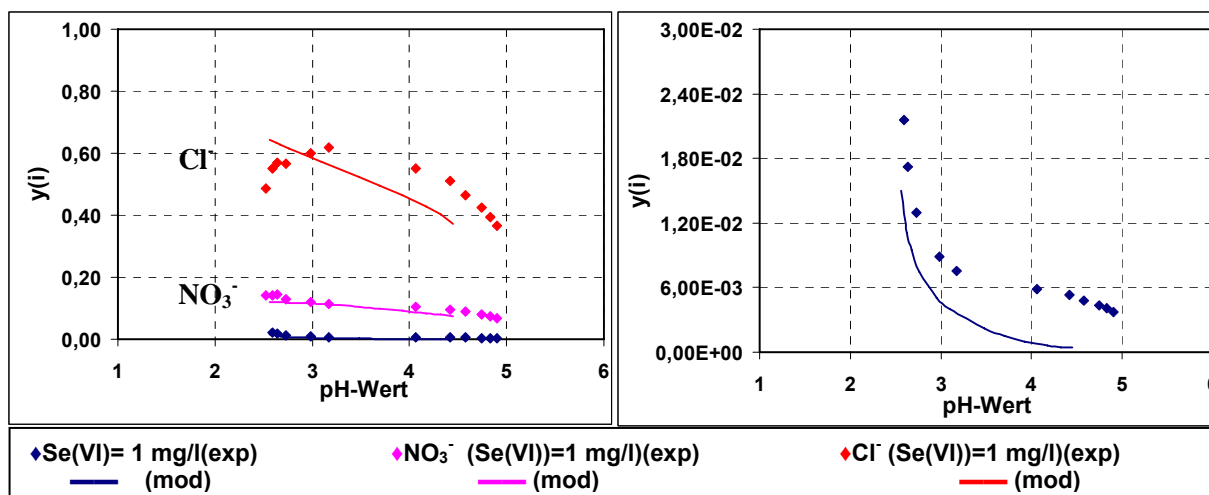 1,00
0,80
0,60
0,40
0,20
0,00
y(i)
Cl⁻
NO₃⁻
1 2 3 4 5 6
pH-Wert
3,00E-02
2,40E-02
1,80E-02
1,20E-02
6,00E-03
0,00E+00
y(i)
1 2 3 4 5 6
pH-Wert
Se(VI)= 1 mg/l(exp) NO₃⁻ (Se(VI))=1 mg/l)(exp) Cl⁻ (Se(VI))=1 mg/l)(exp)
(mod) (mod) (mod)